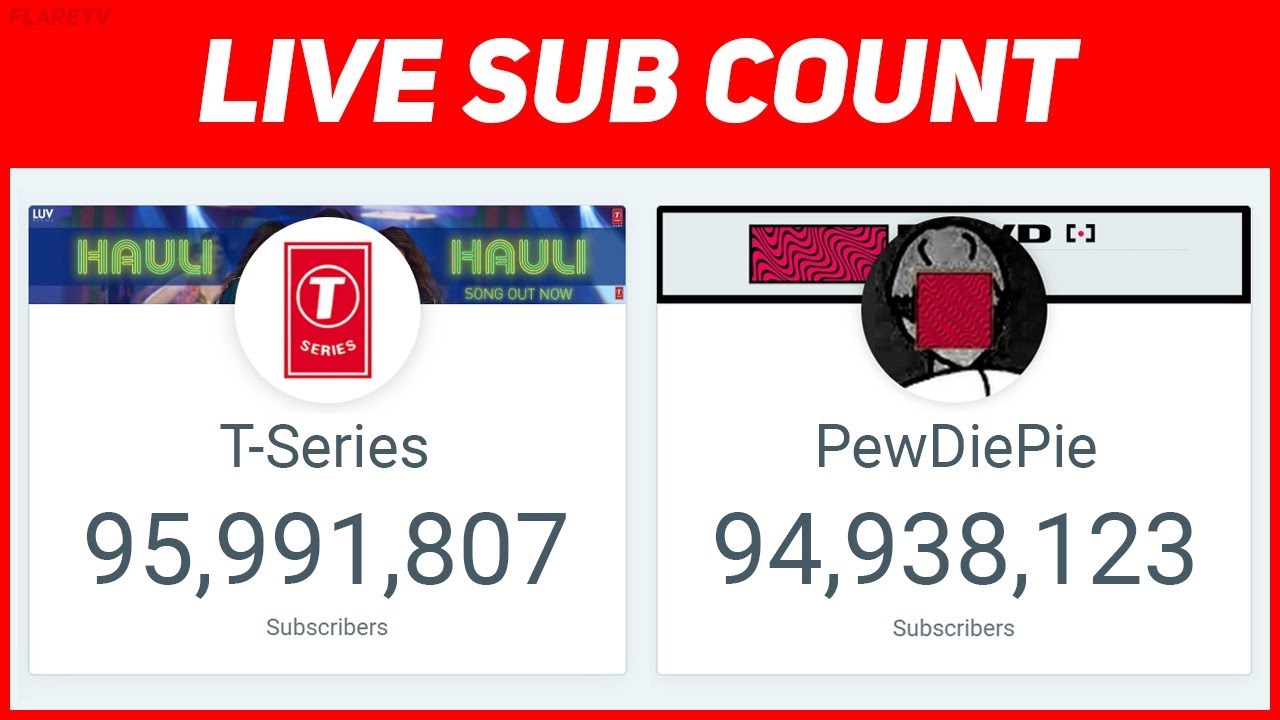 FLARETV
LIVE SUB COUNT
LUV
HAULI
HAULI
SONG OUT NOW
T
SERIES
T-Series
95,991,807
Subscribers
PewDiePie
94,938,123
Subscribers